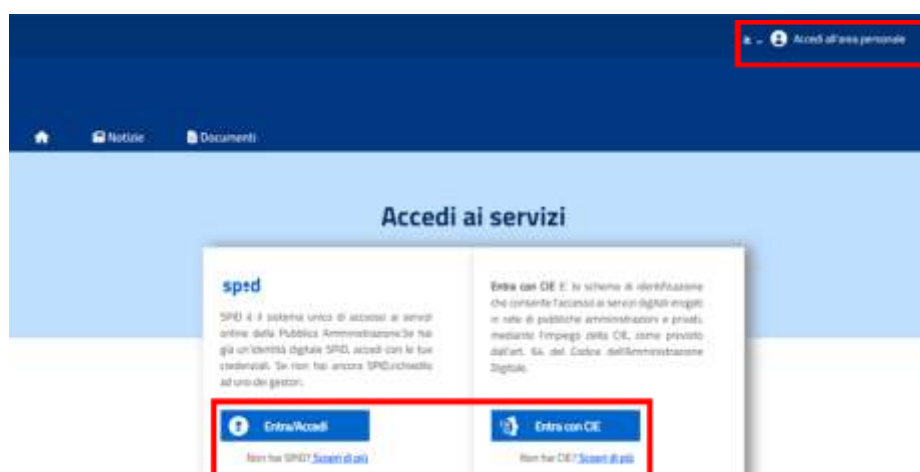 Accedi all'area personale
Notizie
Documenti
Accedi ai servizi
spid
SPID è il sistema unico di accesso ai servizi
online della Pubblica Amministrazione.Se hai
già un'identità digitale SPID, accedi con le tue
credenziali. Se non hai ancora SPID,richiedilo
ad uno dei gestori.
Entra/Accedi
Non hai SPID? Scopri di più
Entra con CIE E' lo schema di identificazione
che consente l'accesso ai servizi digitali erogati
in rete di pubbliche amministrazioni e privati,
mediante l'impiego della CIE, come previsto
dall'art. 64 del Codice dell'Amministrazione
Digitale.
Entra con CIE
Non hai CIE? Scopri di più